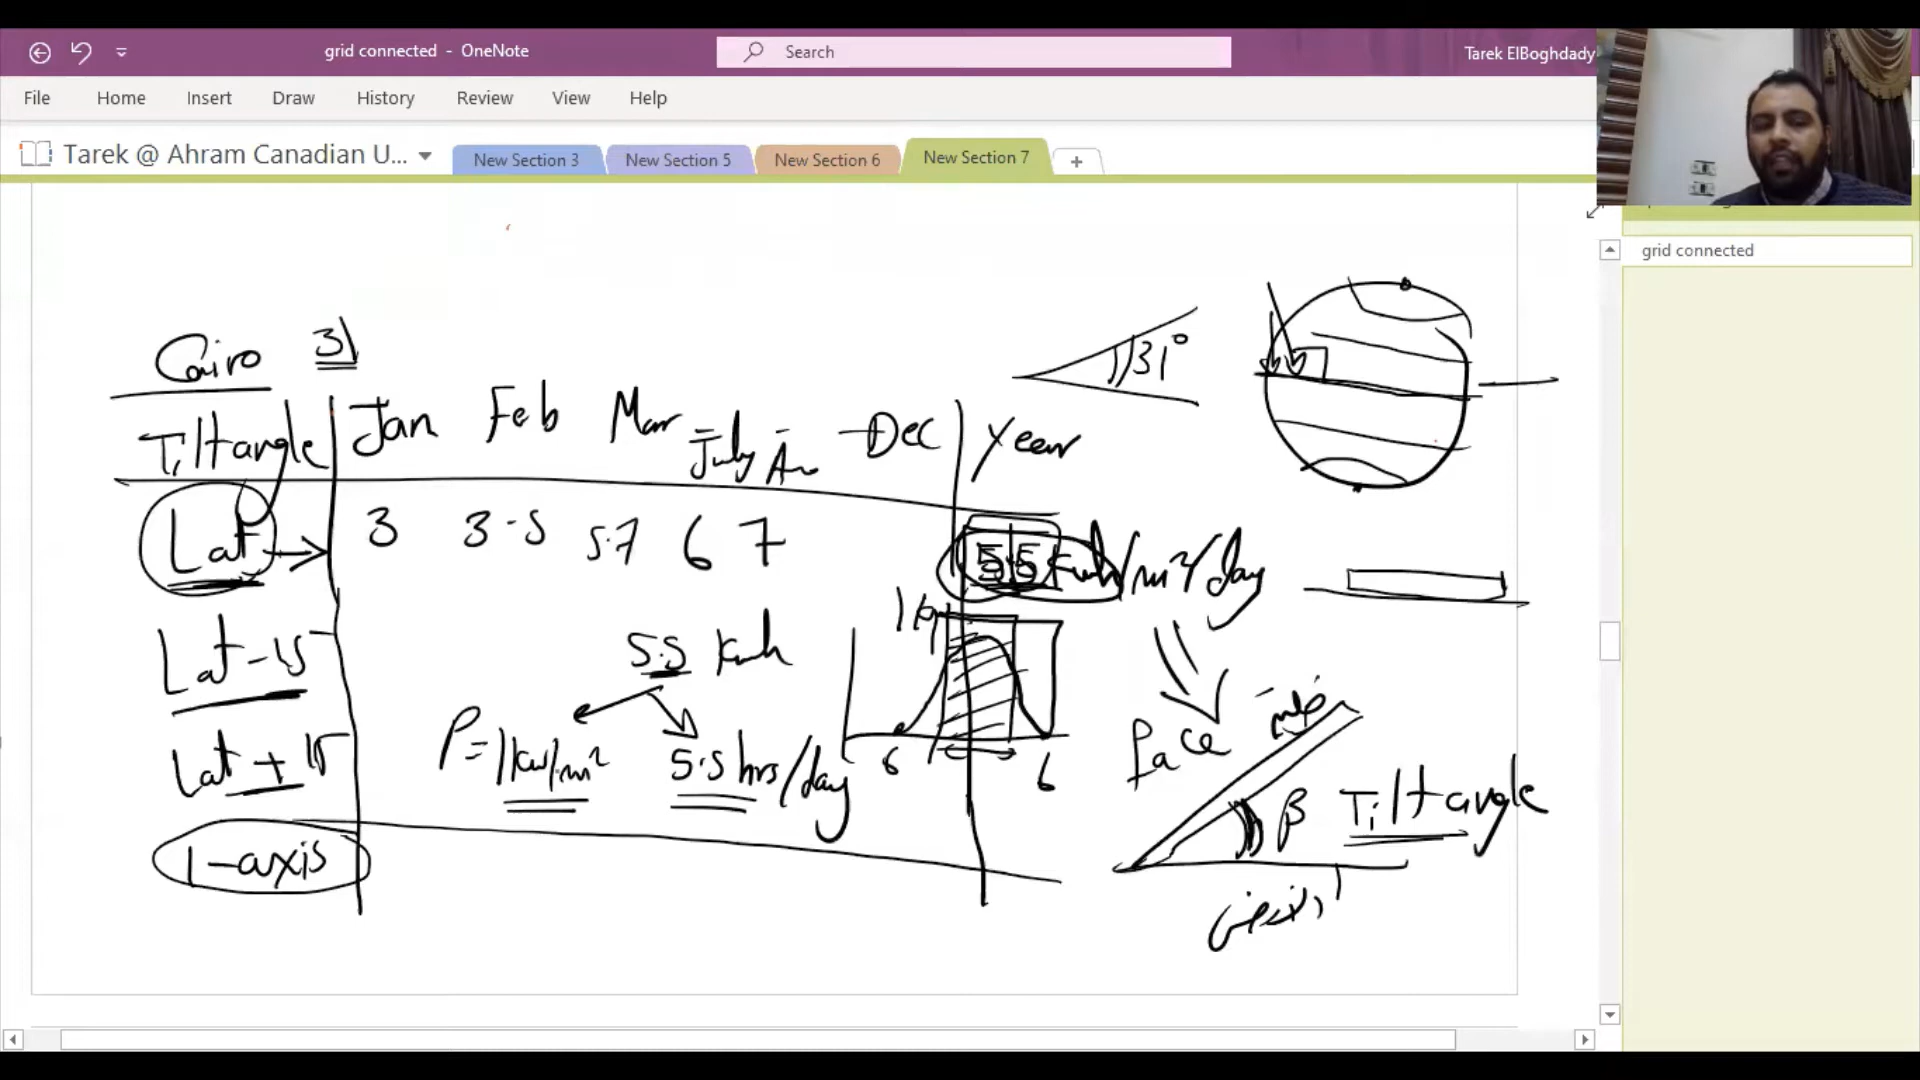 grid connected - OneNote
Search
Tarek ElBoghdady
File Home Insert Draw History Review View Help
Tarek @ Ahram Canadian U...
New Section 3
New Section 5
New Section 6
New Section 7
+
grid connected
Cairo 31
31°
Tilt angle Jan Feb Mar July Dec Year
Lat → 3 3.5 5.7 6 7 5.5 kwh/m²/day
Lat - 15
5.5 kwh
Lat + 15
P = 1 kw/m² 5.5 hrs/day
6 6
face
β Tilt angle
1-axis